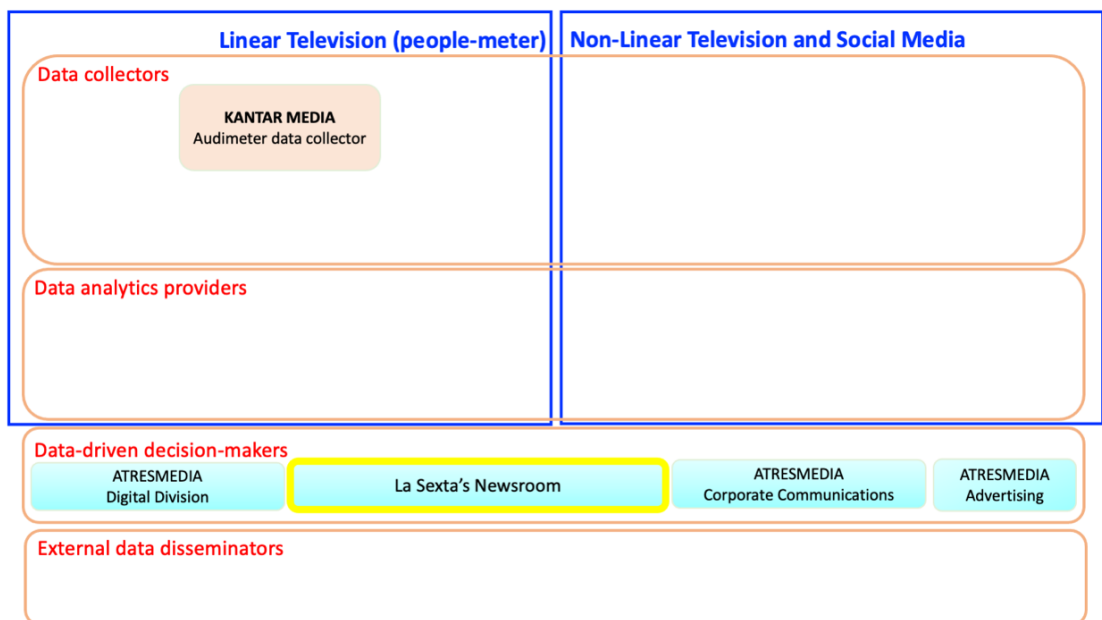 Linear Television (people-meter)
Non-Linear Television and Social Media
Data collectors
KANTAR MEDIA
Audimeter data collector
Data analytics providers
Data-driven decision-makers
ATRESMEDIA
Digital Division
La Sexta’s Newsroom
ATRESMEDIA
Corporate Communications
ATRESMEDIA
Advertising
External data disseminators